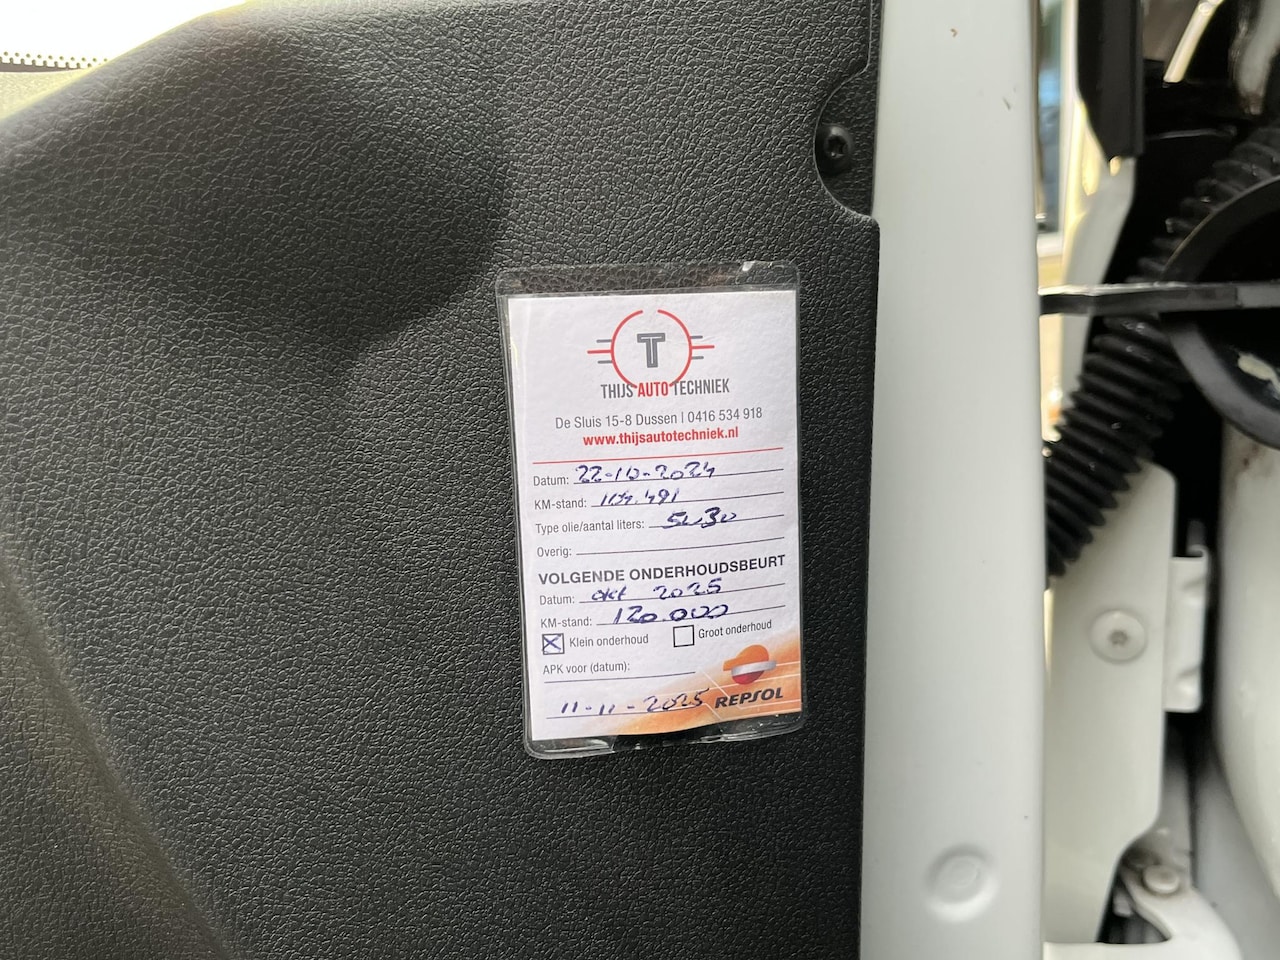 T
THIJS AUTO TECHNIEK
De Sluis 15-8 Dussen | 0416 534 918
www.thijsautotechniek.nl
Datum: 22-10-2024
KM-stand:
Type olie/aantal liters: 5w30
Overig:
VOLGENDE ONDERHOUDSBEURT
Datum: okt 2025
KM-stand: 120.000
Klein onderhoud Groot onderhoud
APK voor (datum):
11-11-2025 REPSOL